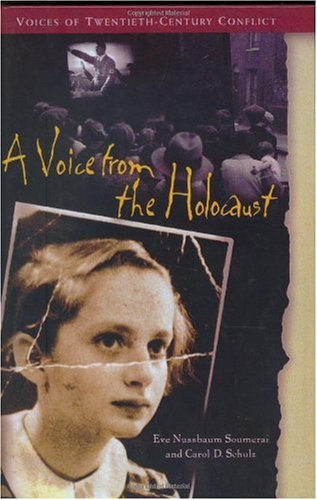 VOICES OF TWENTIETH-CENTURY CONFLICT
A Voice from
the Holocaust
Eve Nussbaum Soumerai
and Carol D. Schulz